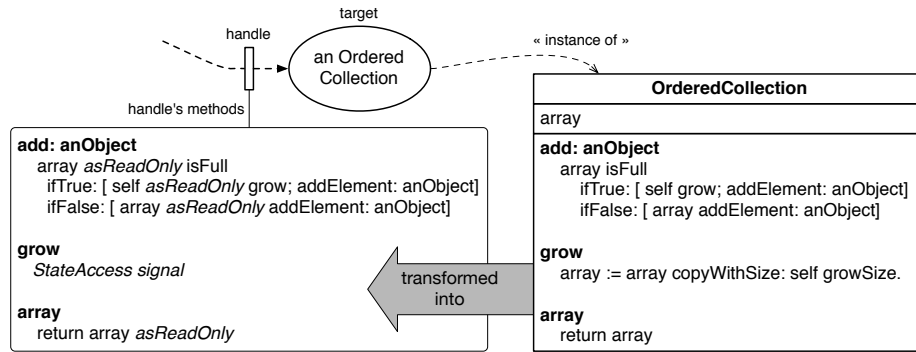 target
handle
« instance of »
an Ordered
Collection
handle's methods
add: anObject
array asReadOnly isFull
ifTrue: [ self asReadOnly grow; addElement: anObject]
ifFalse: [ array asReadOnly addElement: anObject]
grow
StateAccess signal
array
return array asReadOnly
transformed
into
OrderedCollection
array
add: anObject
array isFull
ifTrue: [ self grow; addElement: anObject]
ifFalse: [ array addElement: anObject]
grow
array := array copyWithSize: self growSize.
array
return array